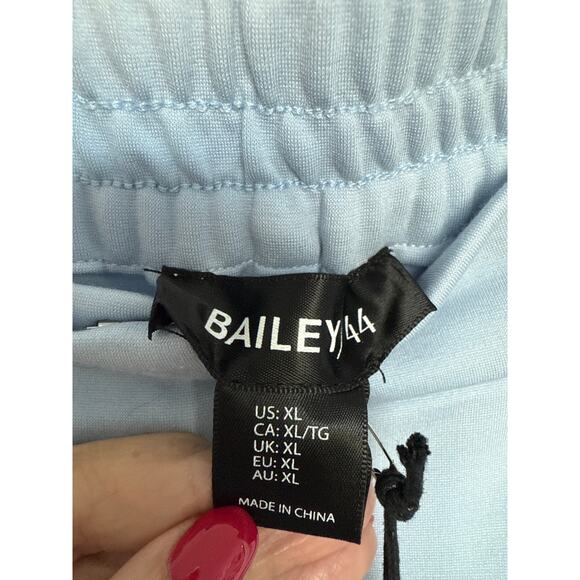 BAILEY/44
US: XL
CA: XL/TG
UK: XL
EU: XL
AU: XL
MADE IN CHINA